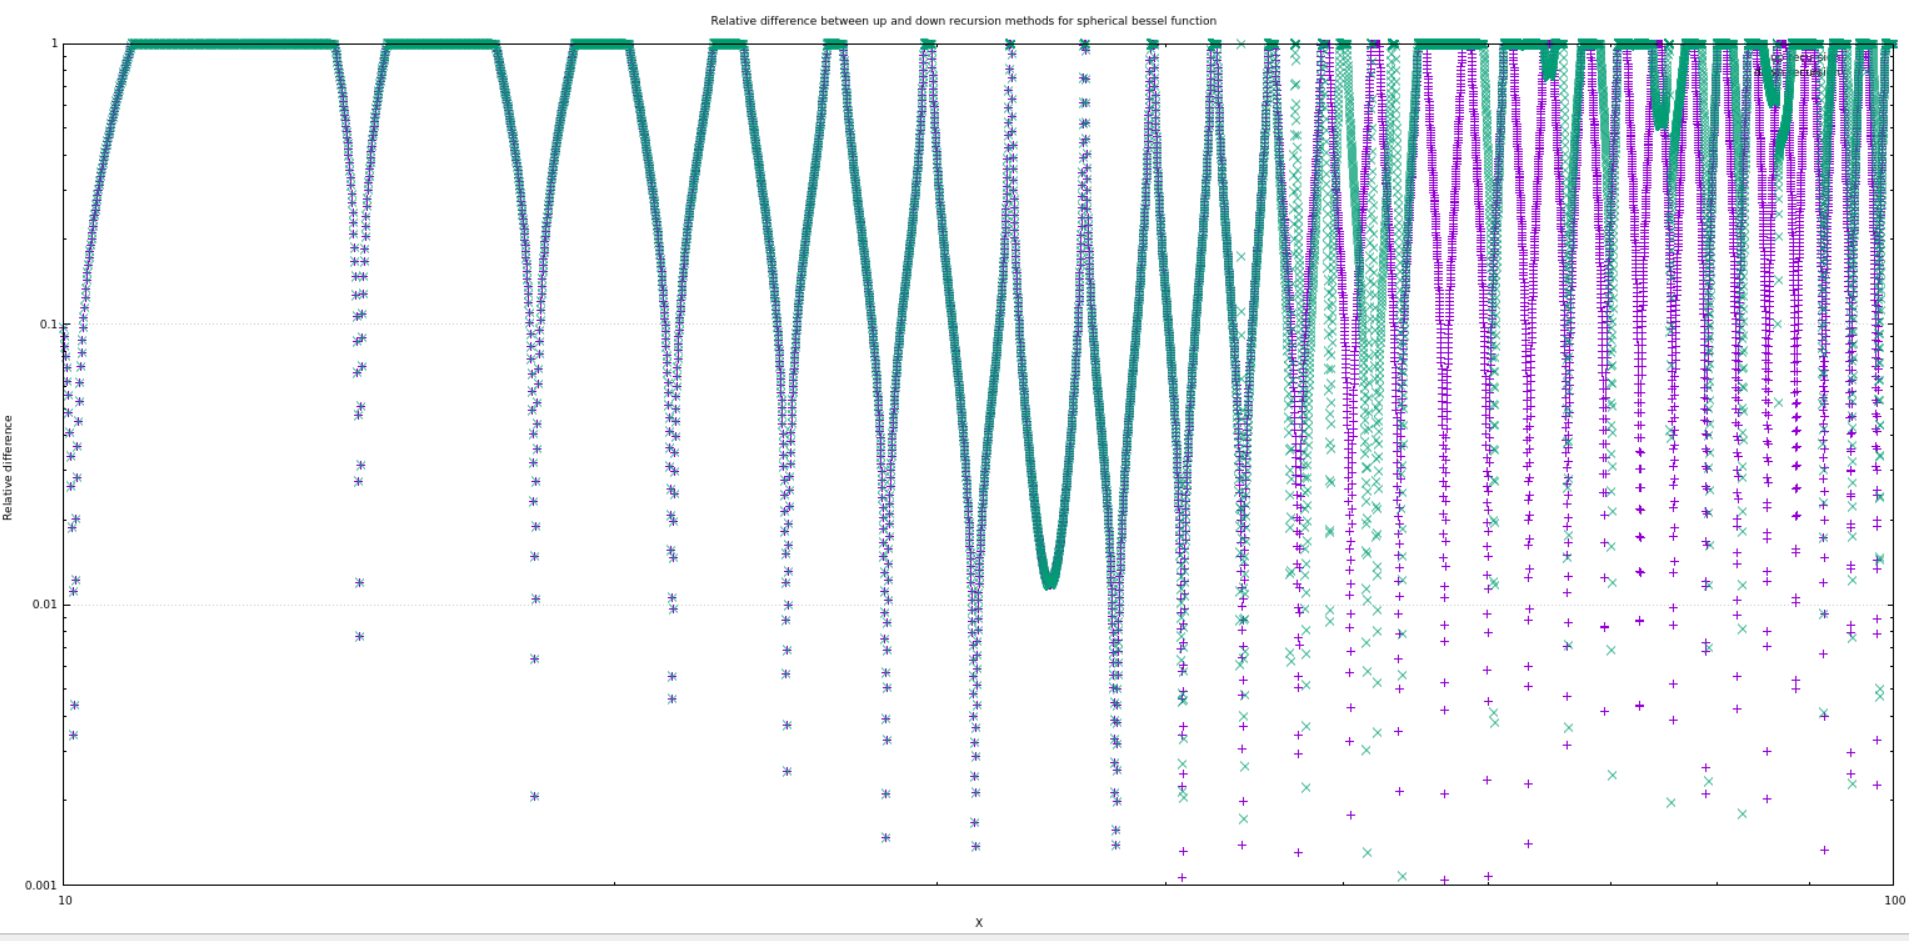 Relative difference between up and down recursion methods for spherical bessel function
1
0.1
Relative difference
0.01
0.001
10
100
X